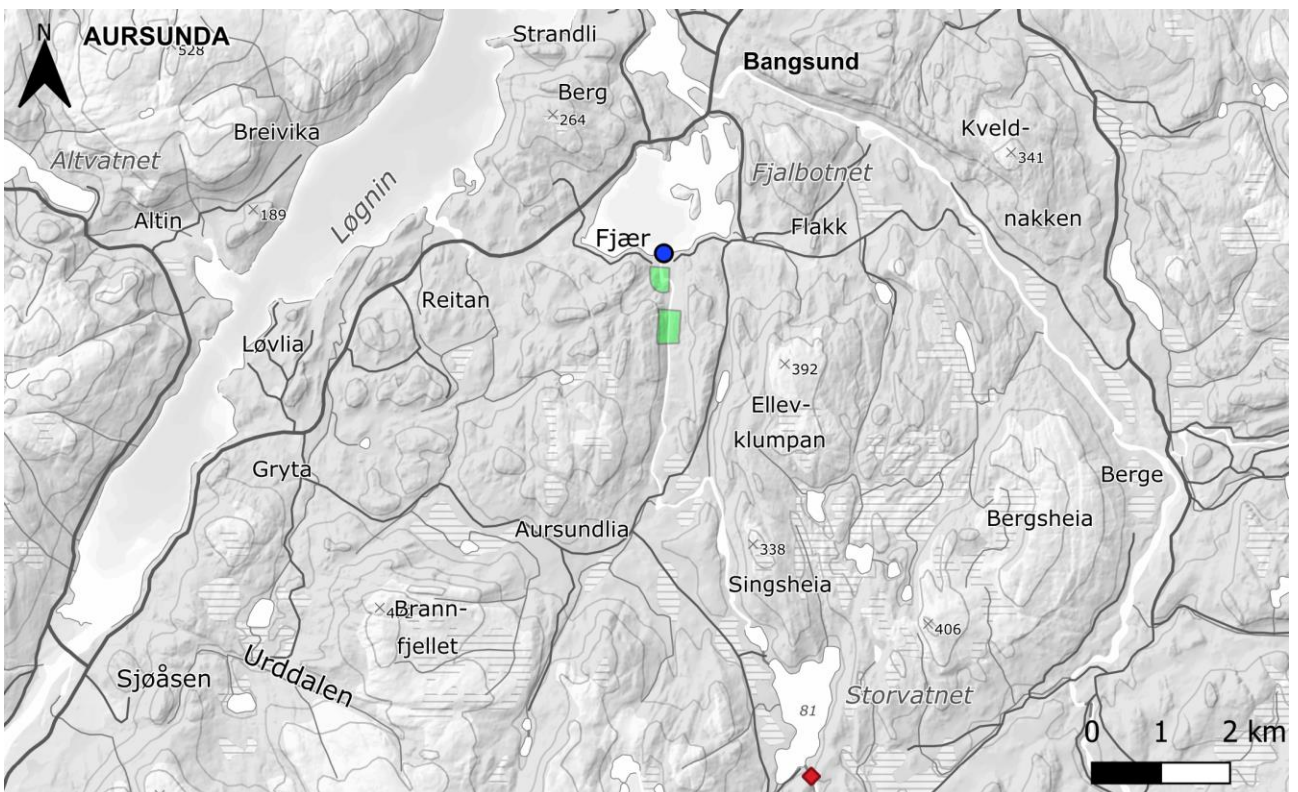 N
AURSUNDA
528
Strandli
Bangsund
Berg
264
Breivika
Kveld-
341
nakken
Altvatnet
Fjalbotnet
Løgnin
189
Altin
Flakk
Fjær
Reitan
Løvlia
392
Ellev-
klumpan
Gryta
Berge
Aursundlia
Bergsheia
338
Singsheia
Brann-
fjellet
406
Urddalen
Sjøåsen
Storvatnet
81
0 1 2 km